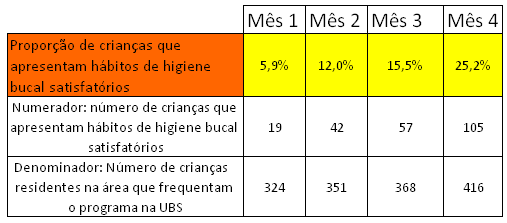 Mês 1 Mês 2 Mês 3 Mês 4
Proporção de crianças que
apresentam hábitos de higiene
bucal satisfatórios
5,9% 12,0% 15,5% 25,2%
Numerador: número de crianças que
apresentam hábitos de higiene bucal
satisfatórios
19 42 57 105
Denominador: Número de crianças
residentes na área que frequentam
o programa na UBS
324 351 368 416